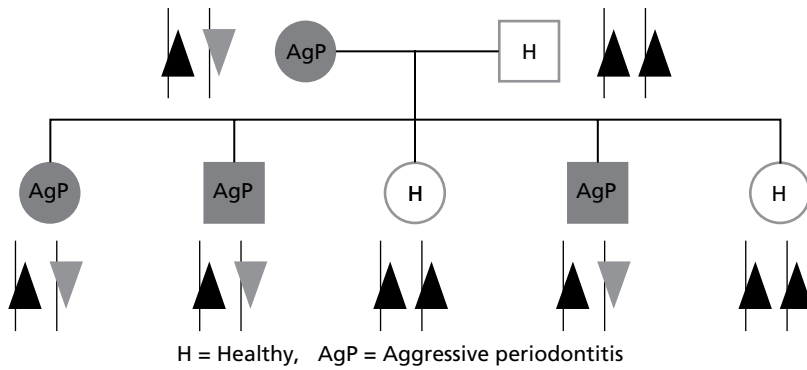 AgP H
AgP AgP H AgP H
H = Healthy, AgP = Aggressive periodontitis